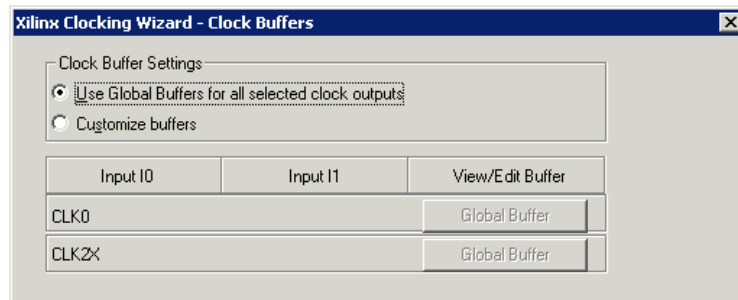 Xilinx Clocking Wizard - Clock Buffers
Clock Buffer Settings
Use Global Buffers for all selected clock outputs
Customize buffers
Input I0 Input I1 View/Edit Buffer
CLK0 Global Buffer
CLK2X Global Buffer